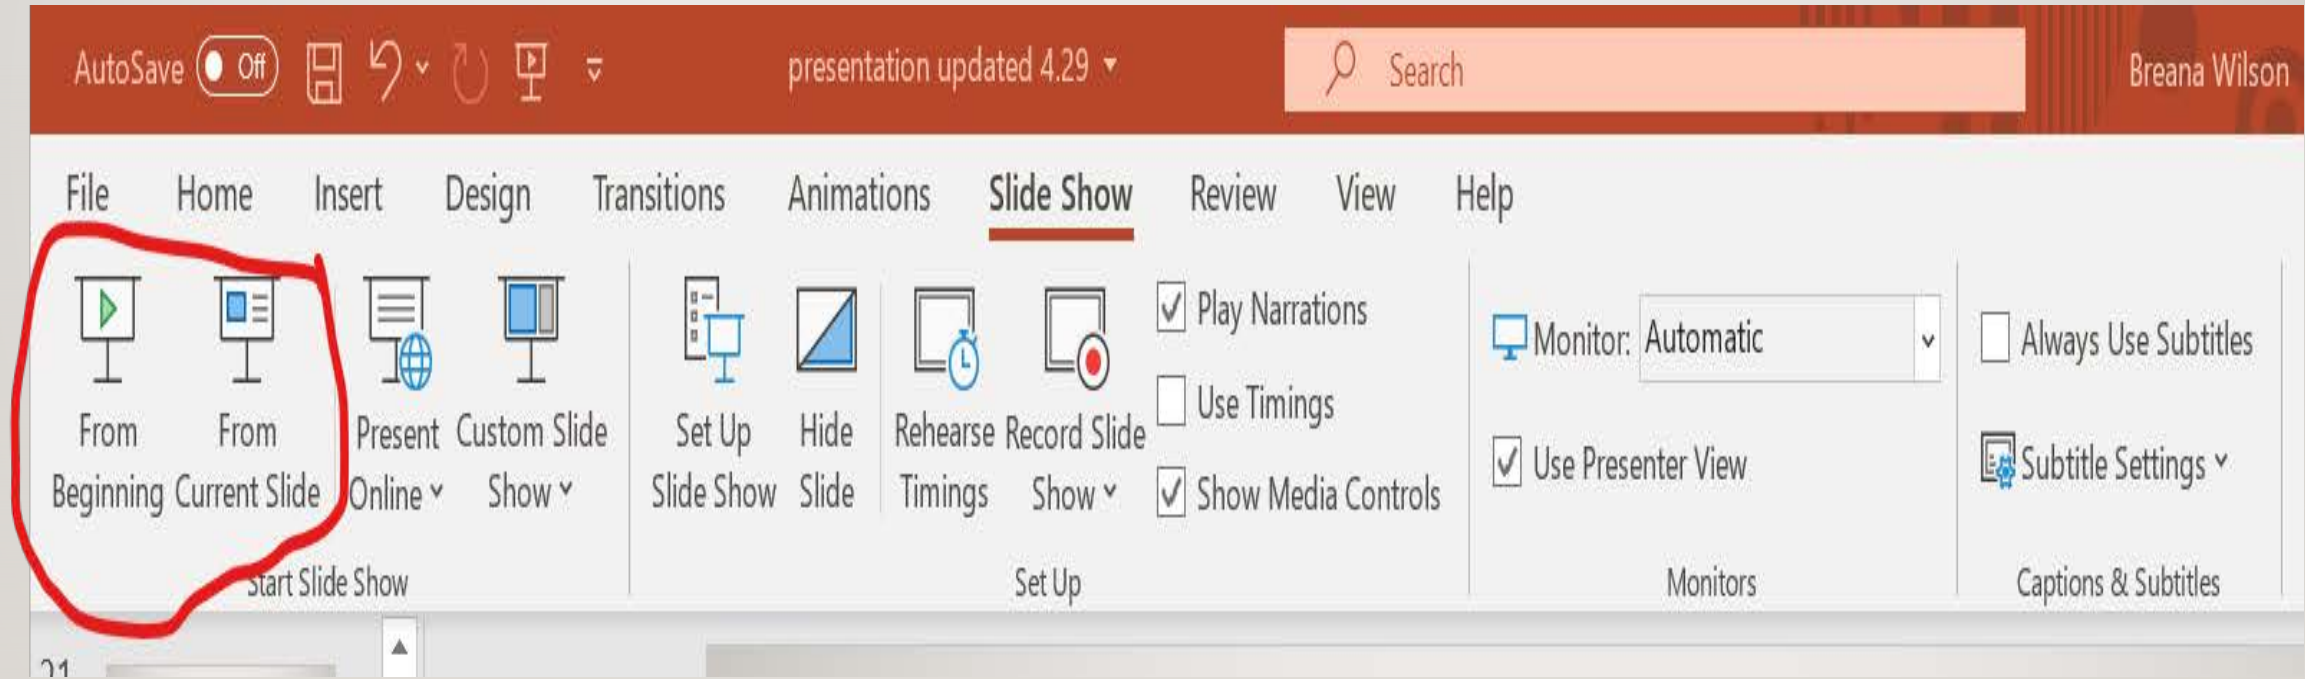 AutoSave Off presentation updated 4.29 Search Breana Wilson
File Home Insert Design Transitions Animations Slide Show Review View Help
From Beginning
From Current Slide
Present Online
Custom Slide Show
Start Slide Show
Set Up Slide Show
Hide Slide
Rehearse Timings
Record Slide Show
Play Narrations
Use Timings
Show Media Controls
Set Up
Monitor: Automatic
Use Presenter View
Monitors
Always Use Subtitles
Subtitle Settings
Captions & Subtitles
21